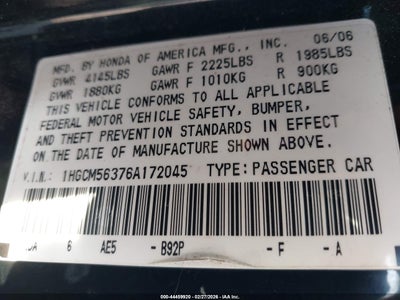 MFD. BY HONDA OF AMERICA MFG., INC. 06/06
GVWR 4145LBS GAWR F 2225LBS R 1985LBS
GVWR 1880KG GAWR F 1010KG R 900KG
THIS VEHICLE CONFORMS TO ALL APPLICABLE
FEDERAL MOTOR VEHICLE SAFETY, BUMPER,
AND THEFT PREVENTION STANDARDS IN EFFECT
ON THE DATE OF MANUFACTURE SHOWN ABOVE.
V.I.N.: 1HGCM56376A172045 TYPE: PASSENGER CAR
6 AE5 - B92P - F - A
000-44459920 - 02/27/2026 - IAA Inc.